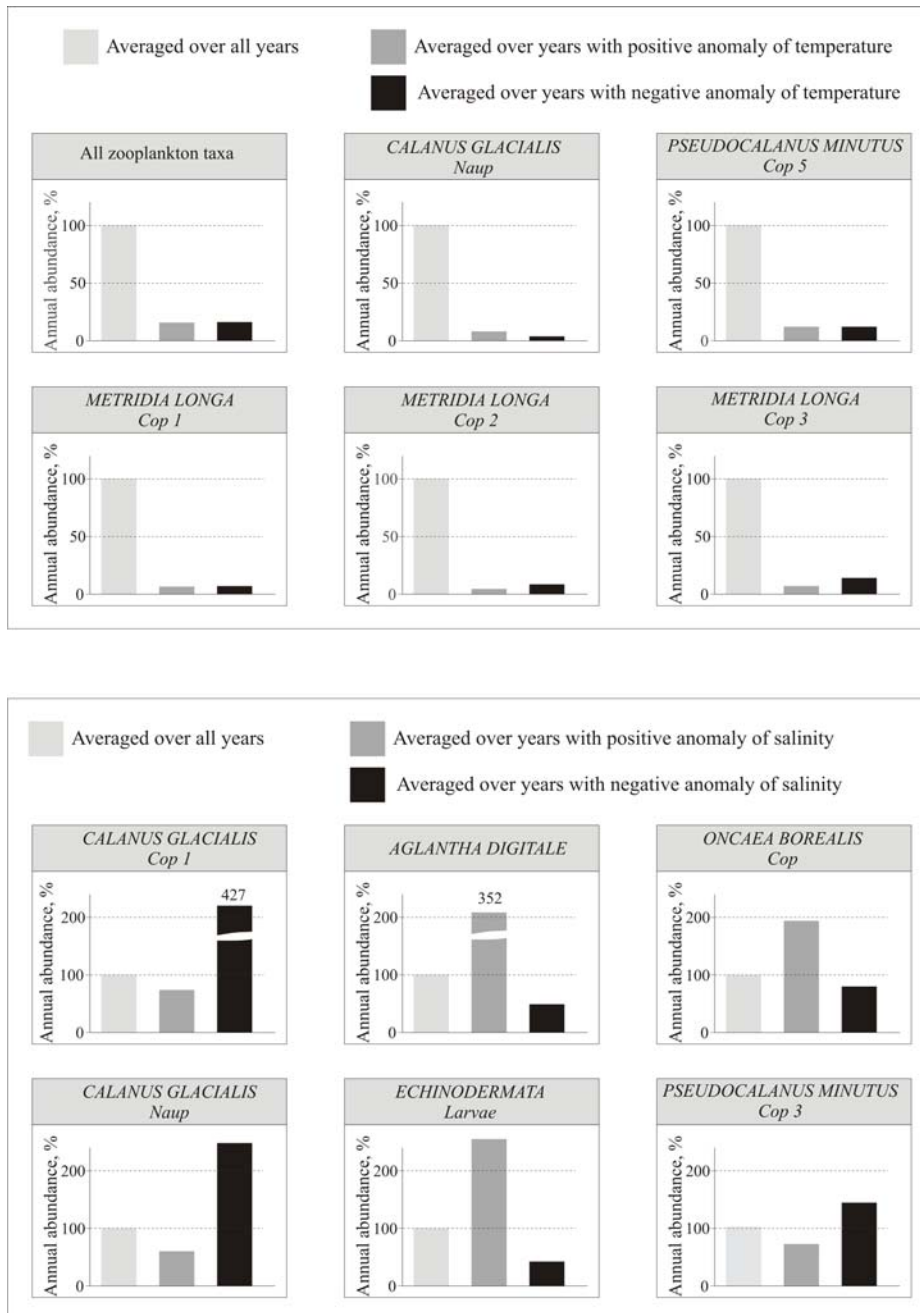 Averaged over all years
Averaged over years with positive anomaly of temperature
Averaged over years with negative anomaly of temperature
All zooplankton taxa
Annual abundance, %
100
50
0
CALANUS GLACIALIS
Naup
Annual abundance, %
100
50
0
PSEUDOCALANUS MINUTUS
Cop 5
Annual abundance, %
100
50
0
METRIDIA LONGA
Cop 1
Annual abundance, %
100
50
0
METRIDIA LONGA
Cop 2
Annual abundance, %
100
50
0
METRIDIA LONGA
Cop 3
Annual abundance, %
100
50
0
Averaged over all years
Averaged over years with positive anomaly of salinity
Averaged over years with negative anomaly of salinity
CALANUS GLACIALIS
Cop 1
Annual abundance, %
427
200
100
0
AGLANTHA DIGITALE
Annual abundance, %
352
200
100
0
ONCAEA BOREALIS
Cop
Annual abundance, %
200
100
0
CALANUS GLACIALIS
Naup
Annual abundance, %
200
100
0
ECHINODERMATA
Larvae
Annual abundance, %
200
100
0
PSEUDOCALANUS MINUTUS
Cop 3
Annual abundance, %
200
100
0